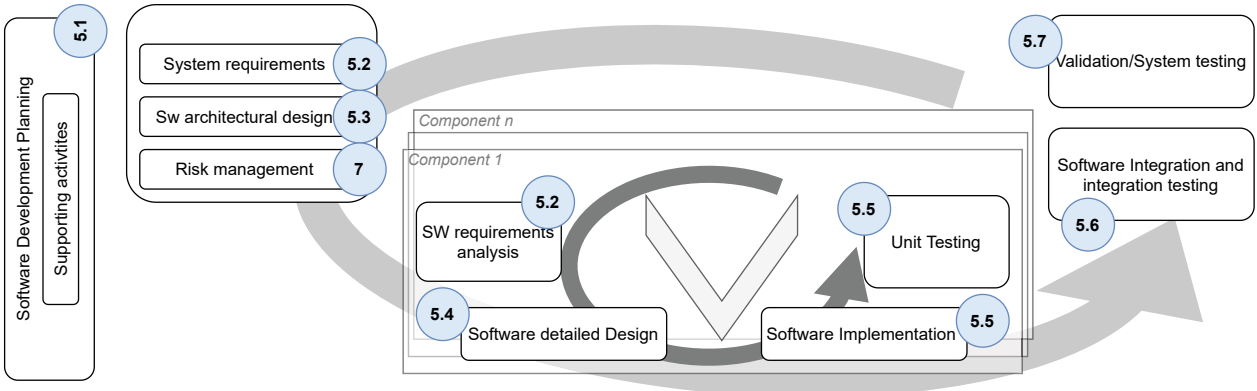 5.1
Software Development Planning
Supporting activtites
System requirements
5.2
Sw architectural design
5.3
Risk management
7
Component n
Component 1
5.2
SW requirements
analysis
5.4
Software detailed Design
5.5
Unit Testing
Software Implementation
5.5
5.7
Validation/System testing
Software Integration and
integration testing
5.6